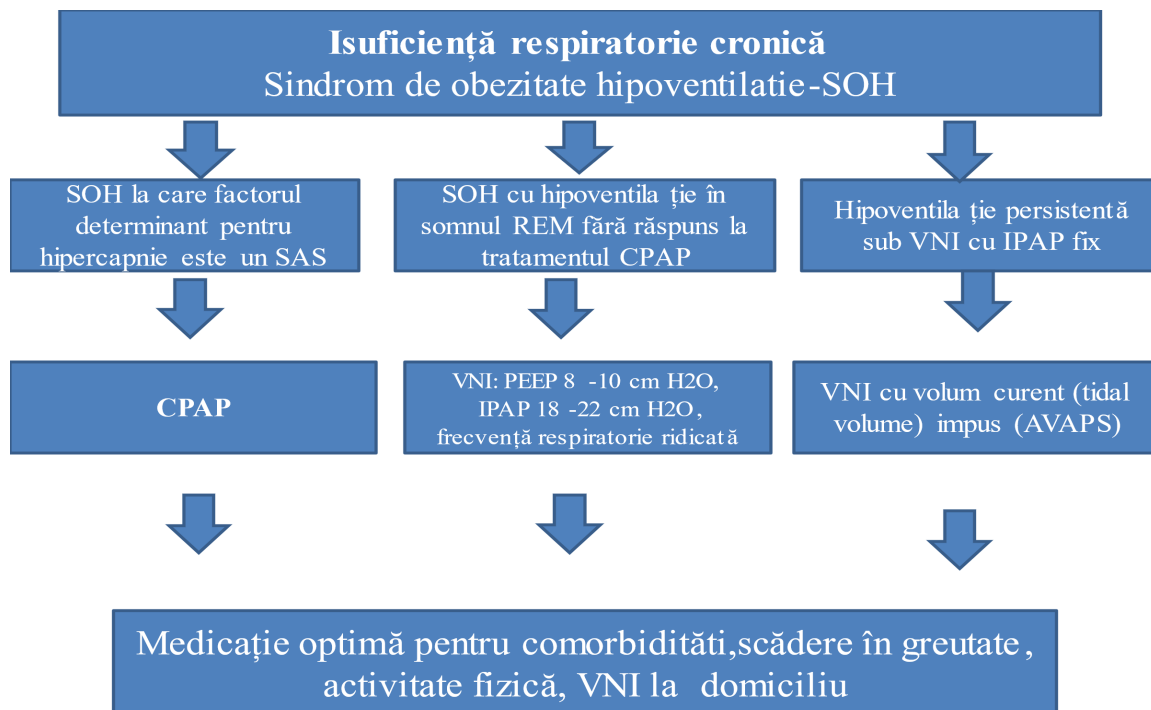 Isuficiență respiratorie cronică
Sindrom de obezitate hipoventilatie-SOH
SOH la care factorul
determinant pentru
hipercapnie este un SAS
SOH cu hipoventila ție în
somnul REM fără răspuns la
tratamentul CPAP
Hipoventila ție persistentă
sub VNI cu IPAP fix
CPAP
VNI: PEEP 8 -10 cm H2O,
IPAP 18 -22 cm H2O,
frecvență respiratorie ridicată
VNI cu volum curent (tidal
volume) impus (AVAPS)
Medicație optimă pentru comorbidități,scădere în greutate,
activitate fizică, VNI la domiciliu